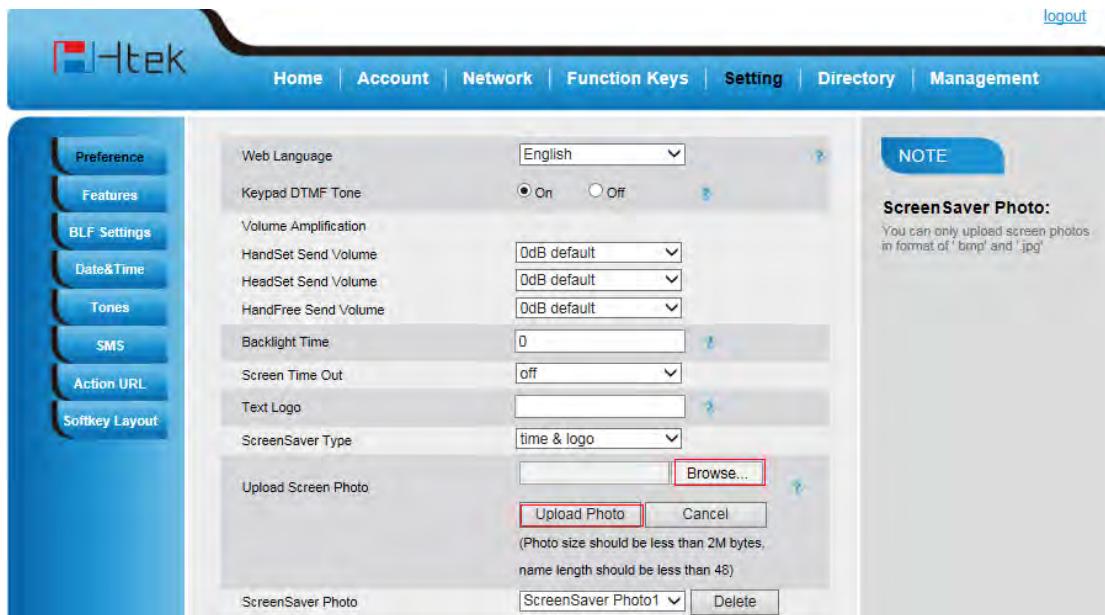 logout
Htek
Home | Account | Network | Function Keys | Setting | Directory | Management
Preference
Features
BLF Settings
Date&Time
Tones
SMS
Action URL
Softkey Layout
Web Language English ?
Keypad DTMF Tone On Off ?
Volume Amplification
HandSet Send Volume 0dB default
HeadSet Send Volume 0dB default
HandFree Send Volume 0dB default
Backlight Time 0 ?
Screen Time Out off
Text Logo ?
ScreenSaver Type time & logo
Upload Screen Photo Browse... ?
Upload Photo Cancel
(Photo size should be less than 2M bytes,
name length should be less than 48)
ScreenSaver Photo ScreenSaver Photo1 Delete
NOTE
ScreenSaver Photo:
You can only upload screen photos
in format of '.bmp' and '.jpg'